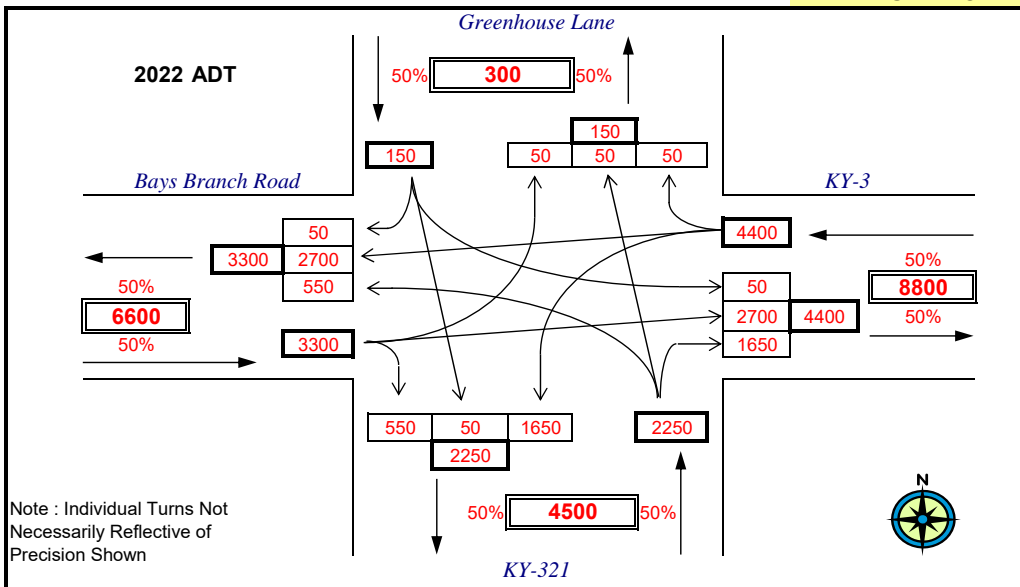 Greenhouse Lane
2022 ADT
50% 300 50%
150
150
50 50 50
Bays Branch Road
KY-3
50
3300 2700
550
4400
50%
6600
50%
50%
8800
50%
50
2700 4400
1650
3300
550 50 1650
2250
2250
Note : Individual Turns Not
Necessarily Reflective of
Precision Shown
50% 4500 50%
N
KY-321